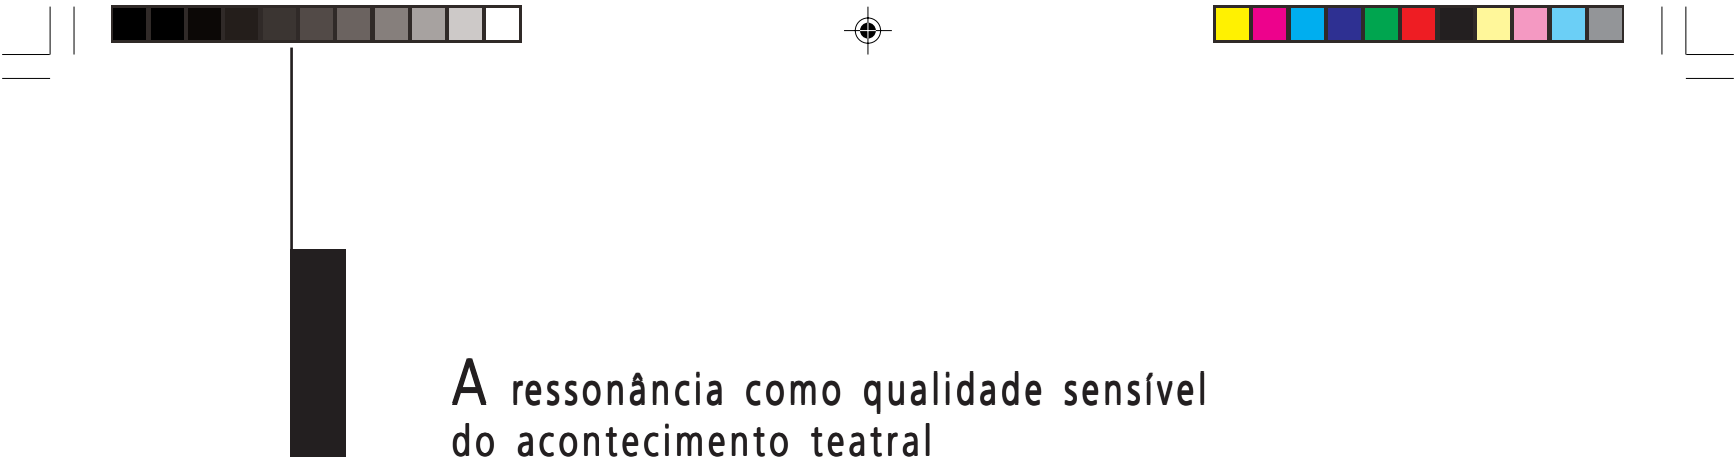 A ressonância como qualidade sensível
do acontecimento teatral